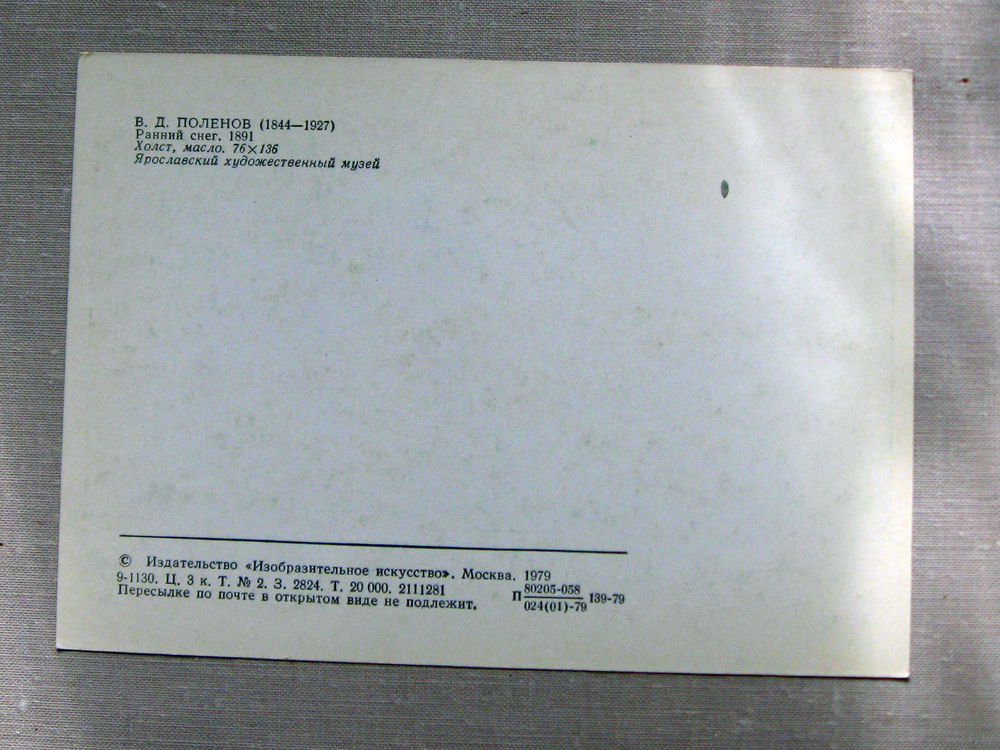 В. Д. ПОЛЕНОВ (1844—1927)
Ранний снег. 1891
Холст, масло. 76×136
Ярославский художественный музей
© Издательство «Изобразительное искусство». Москва. 1979
9-1130. Ц. 3 к. Т. № 2. З. 2824. Т. 20 000. 2111281
Пересылке по почте в открытом виде не подлежит.
П 80205-058
024(01)-79 139-79